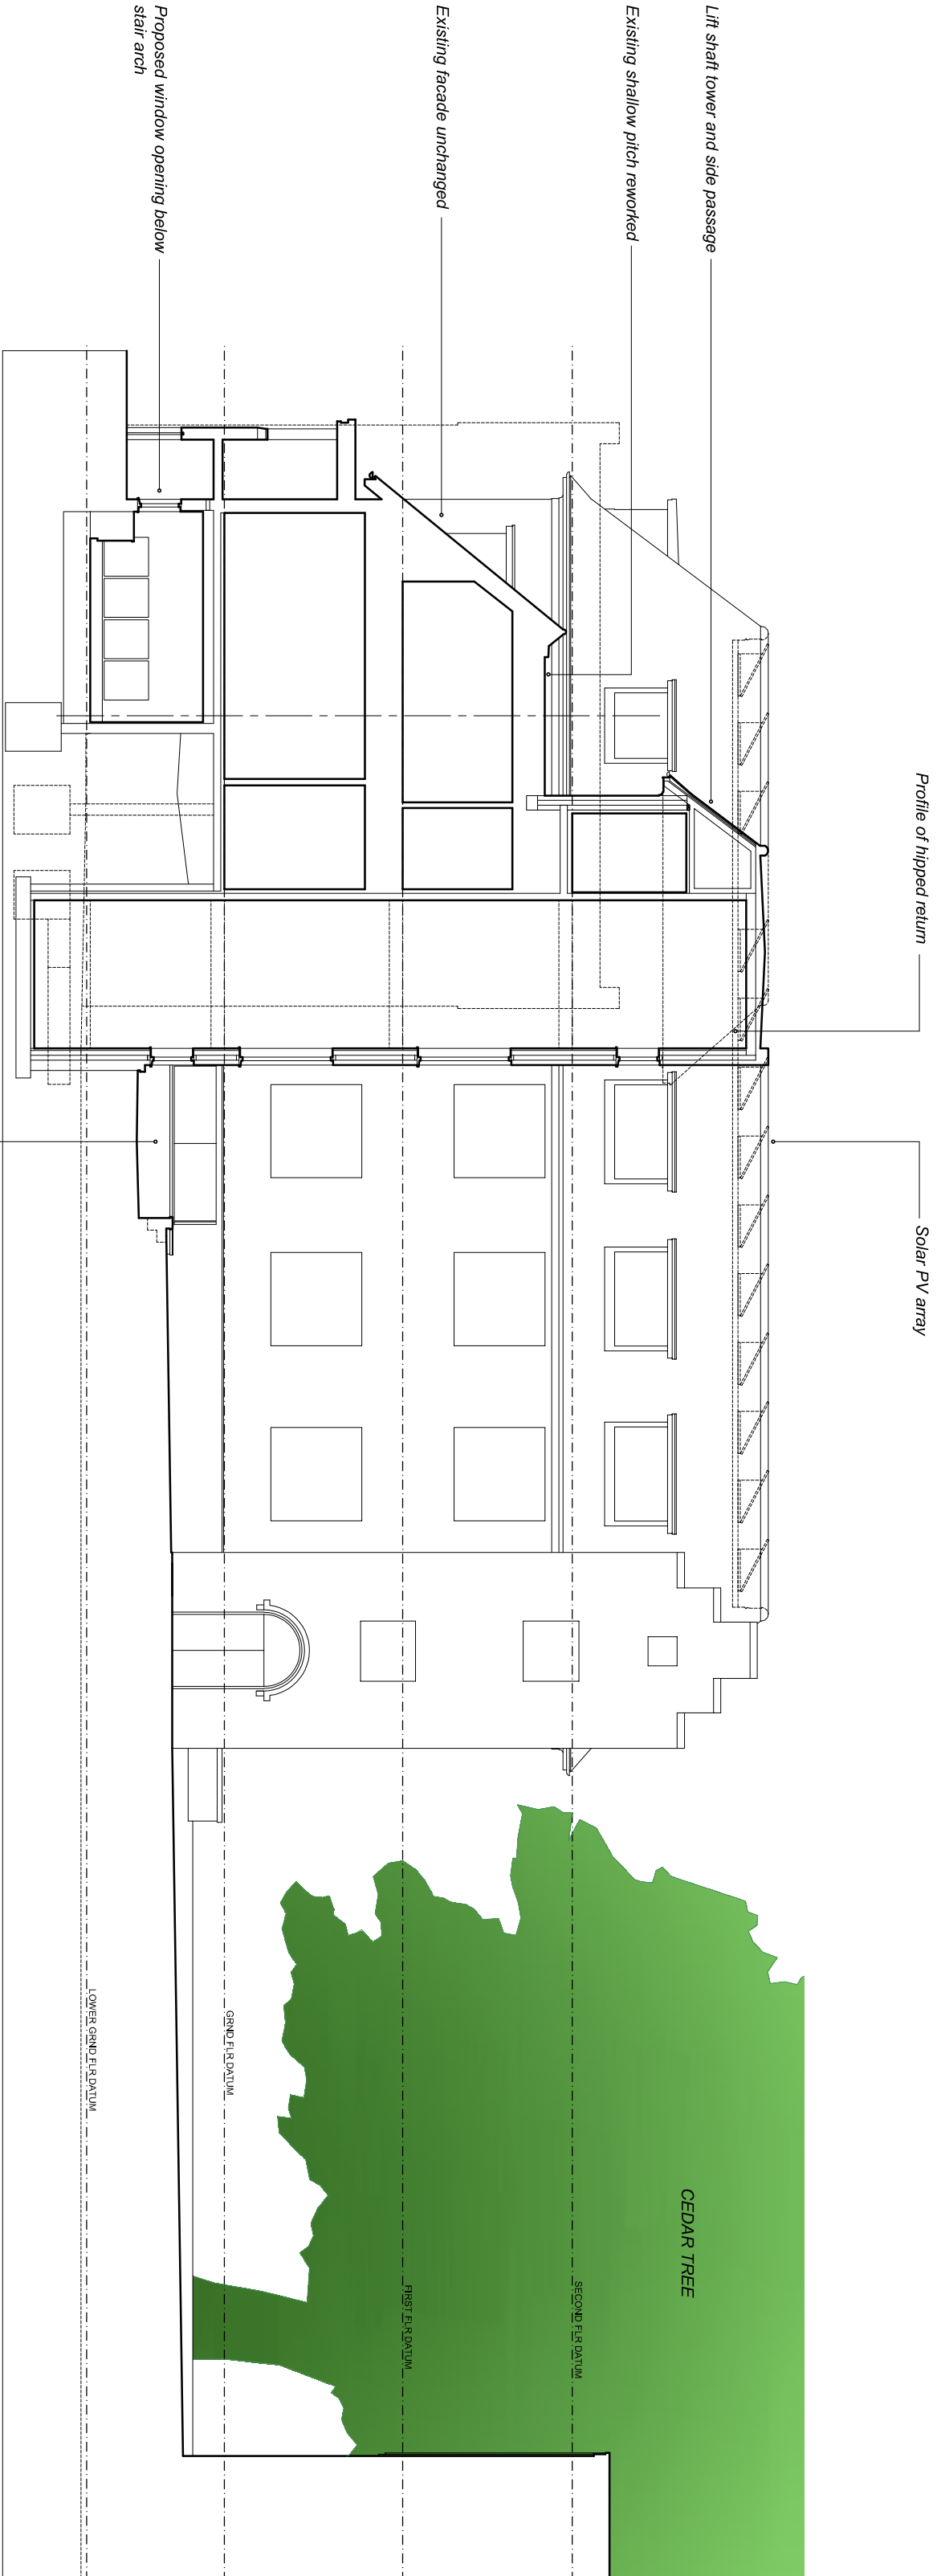 Solar PV array
Profile of hipped return
Lift shaft tower and side passage
Existing shallow pitch reworked
Existing facade unchanged
Proposed window opening below
stair arch
CEDAR TREE
SECOND FLR DATUM
FIRST FLR DATUM
GRND FLR DATUM
LOWER GRND FLR DATUM